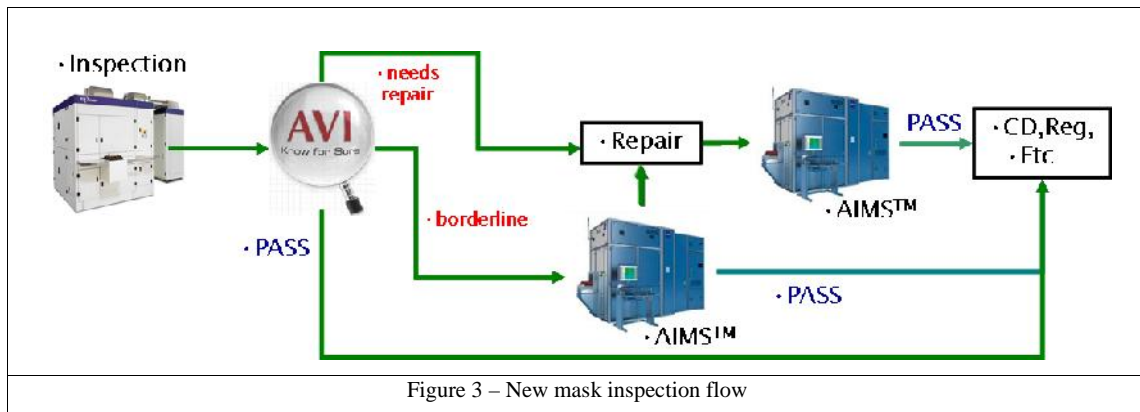 · Inspection
AVI
Know for Sure
· needs
repair
· Repair
PASS
· CD,Reg,
· Etc
· AIMS™
· borderline
· PASS
· PASS
· AIMS™
Figure 3 – New mask inspection flow